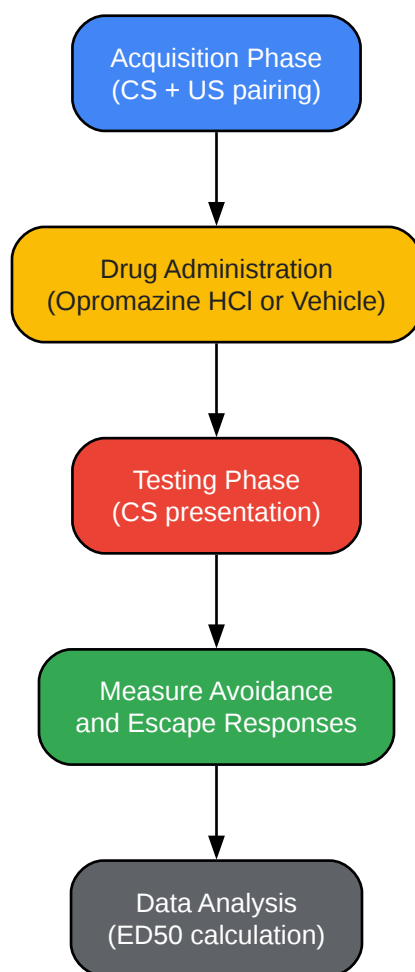 Acquisition Phase
(CS + US pairing)
Drug Administration
(Opromazine HCl or Vehicle)
Testing Phase
(CS presentation)
Measure Avoidance
and Escape Responses
Data Analysis
(ED50 calculation)